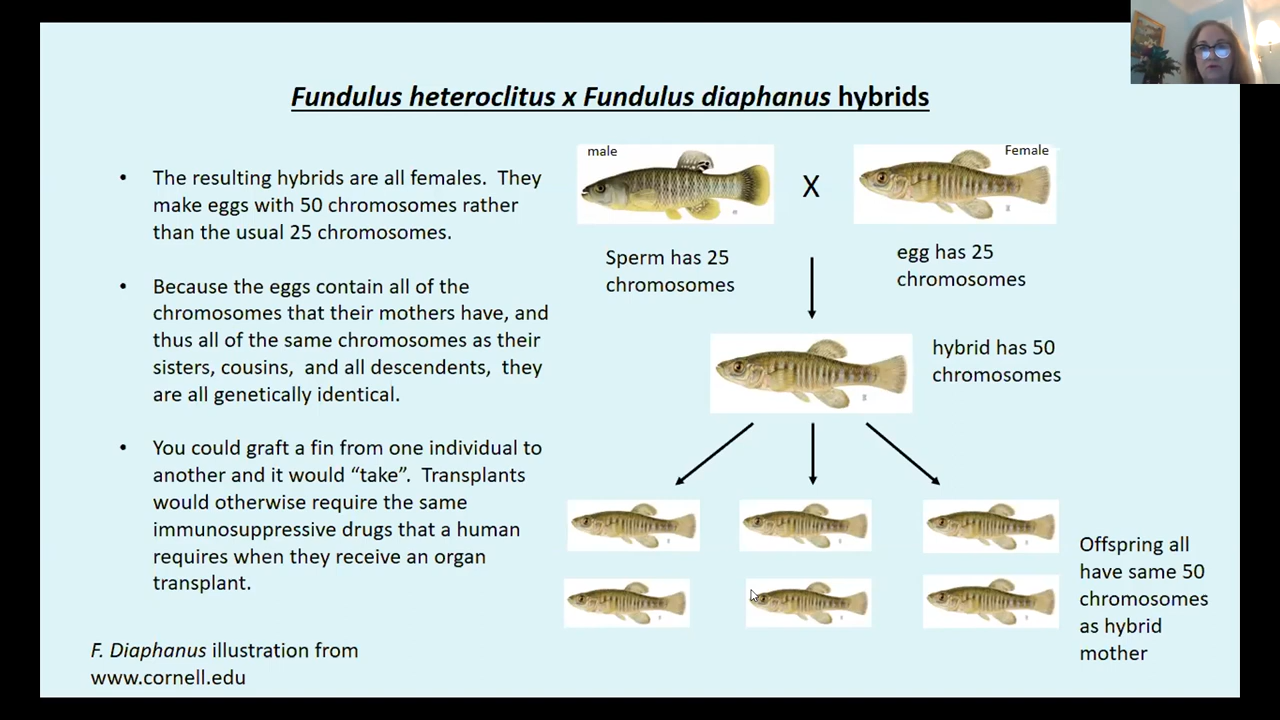 Fundulus heteroclitus x Fundulus diaphanus hybrids
• The resulting hybrids are all females. They
make eggs with 50 chromosomes rather
than the usual 25 chromosomes.
• Because the eggs contain all of the
chromosomes that their mothers have, and
thus all of the same chromosomes as their
sisters, cousins, and all descendents, they
are all genetically identical.
• You could graft a fin from one individual to
another and it would “take”. Transplants
would otherwise require the same
immunosuppressive drugs that a human
requires when they receive an organ
transplant.
F. Diaphanus illustration from
www.cornell.edu
male
X
Female
Sperm has 25
chromosomes
egg has 25
chromosomes
hybrid has 50
chromosomes
Offspring all
have same 50
chromosomes
as hybrid
mother